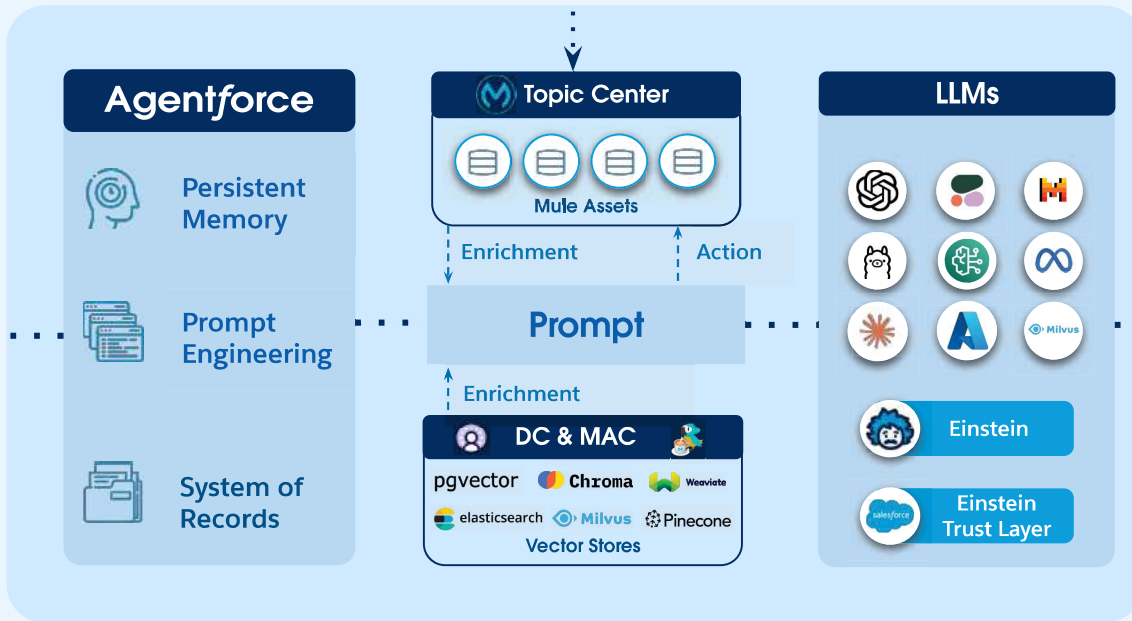 Agentforce
Persistent
Memory
Prompt
Engineering
System of
Records
Topic Center
Mule Assets
Enrichment
Action
Prompt
Enrichment
DC & MAC
pgvector
Chroma
Weaviate
elasticsearch
Milvus
Pinecone
Vector Stores
LLMs
Milvus
Einstein
salesforce
Einstein
Trust Layer